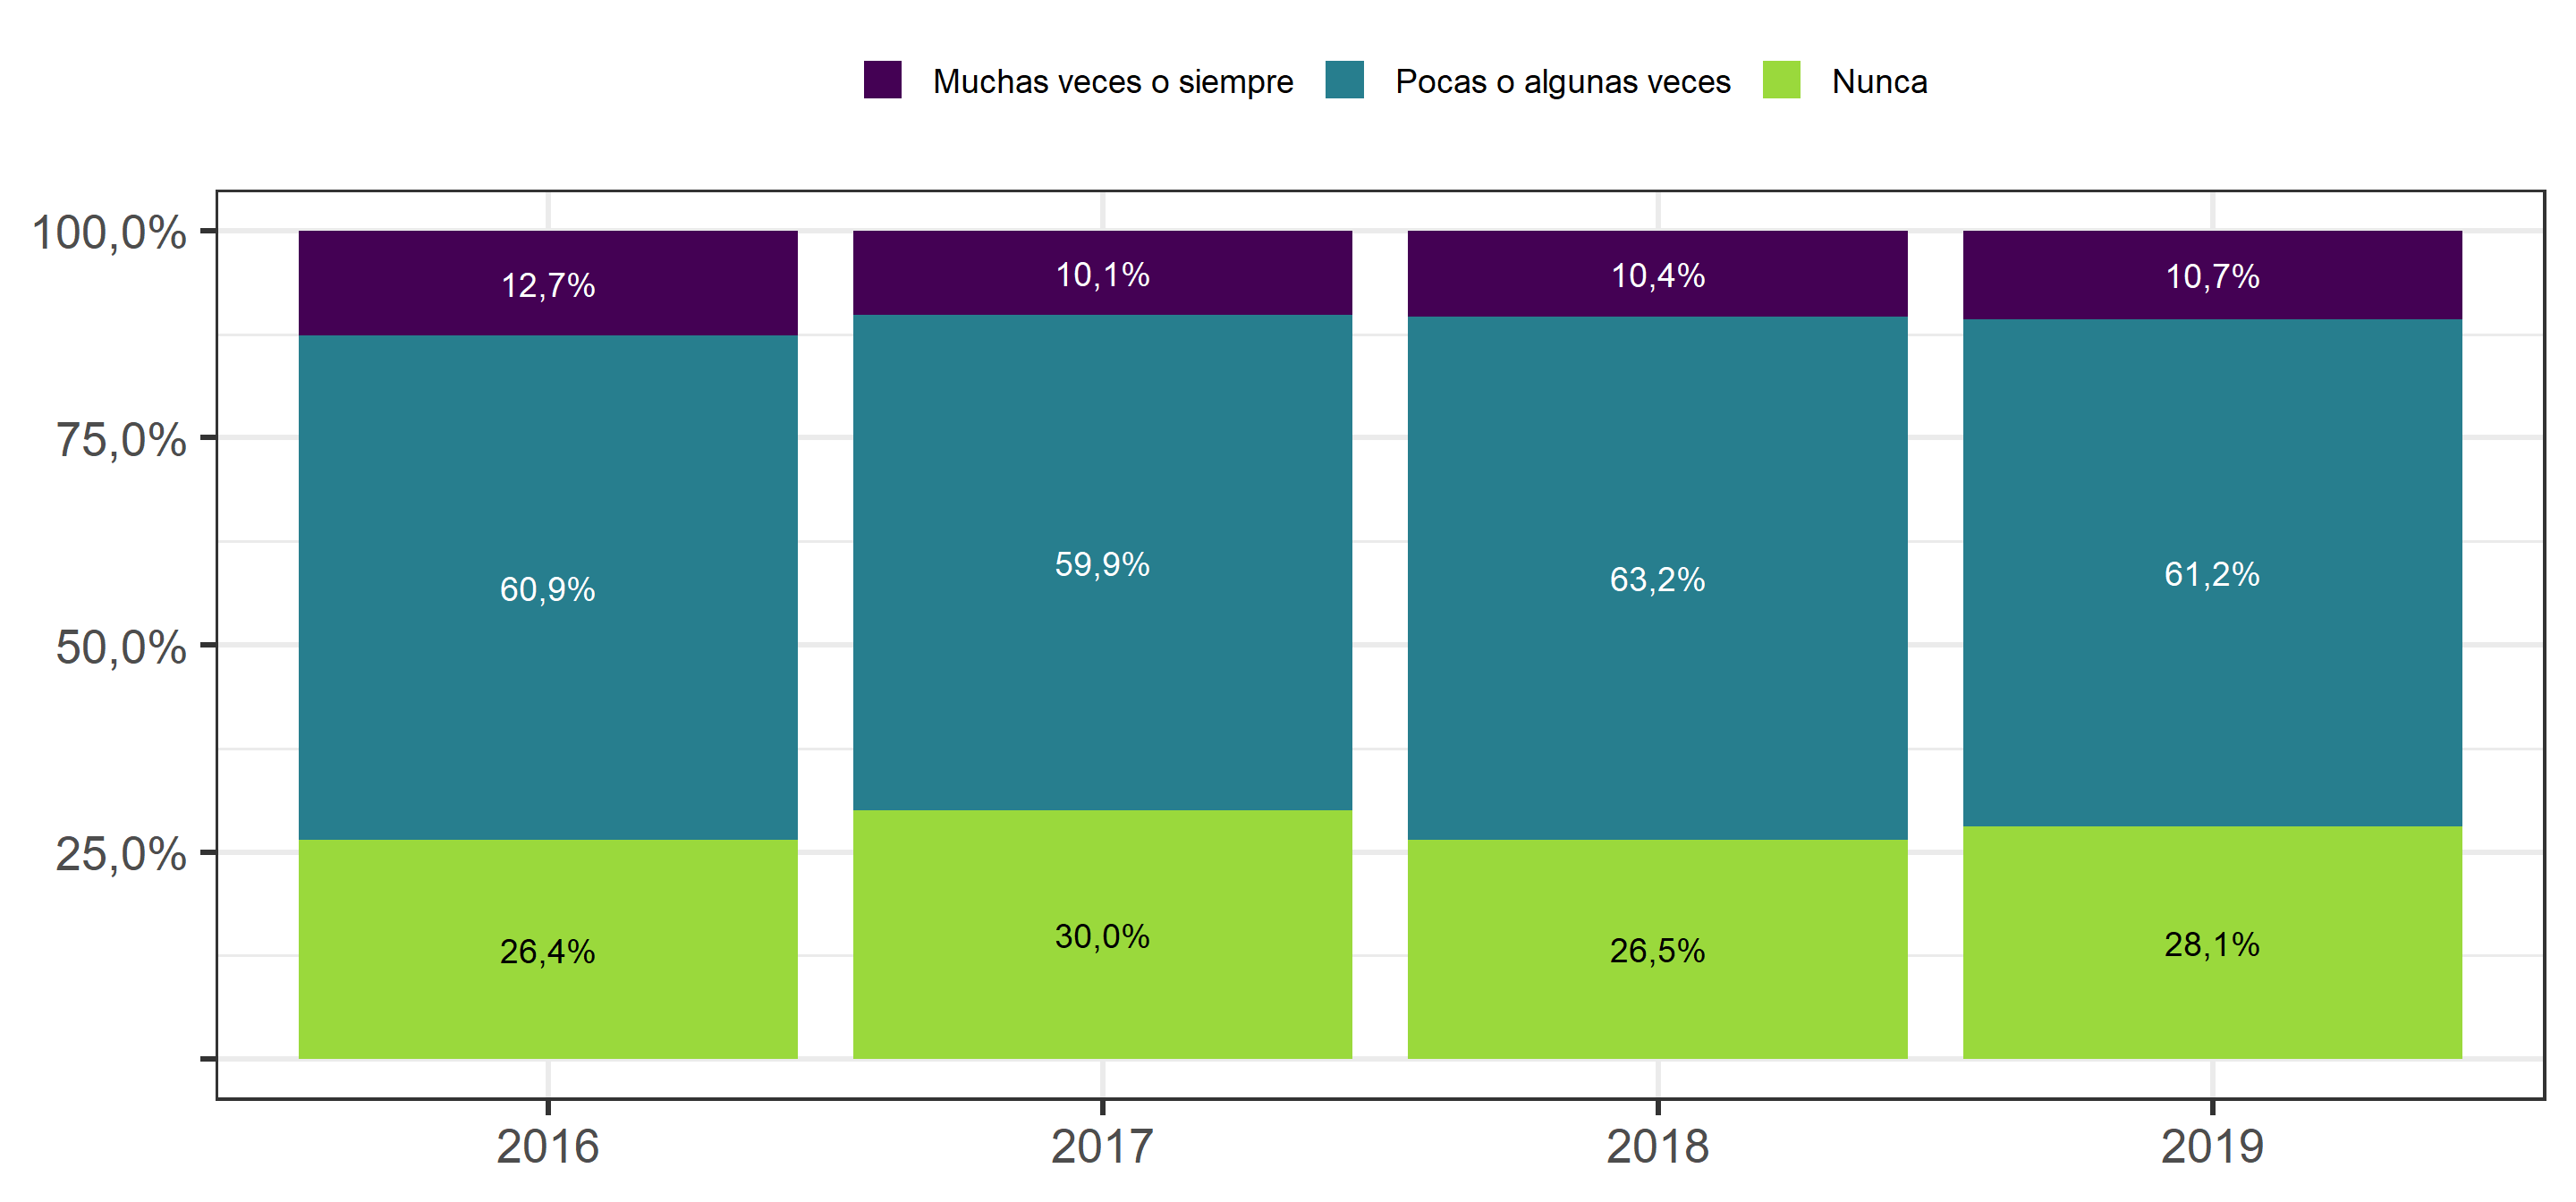 Muchas veces o siempre Pocas o algunas veces Nunca
100,0%
12,7% 10,1% 10,4% 10,7%
75,0%
60,9% 59,9% 63,2% 61,2%
50,0%
25,0%
26,4% 30,0% 26,5% 28,1%
2016 2017 2018 2019